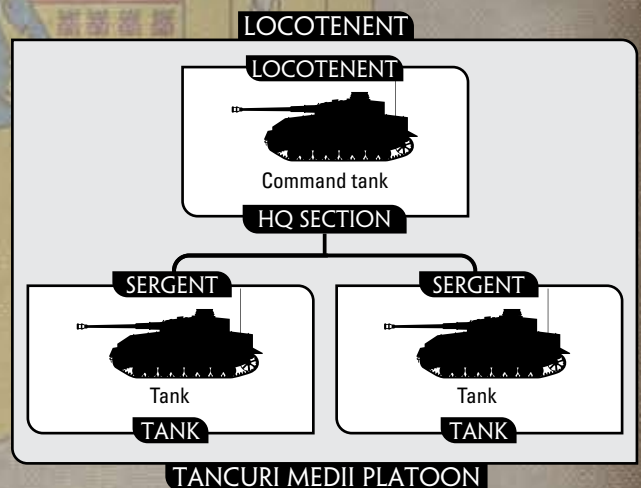 LOCOTENENT
LOCOTENENT
Command tank
HQ SECTION
SERGENT
SERGENT
Tank
Tank
TANK
TANK
TANCURI MEDII PLATOON